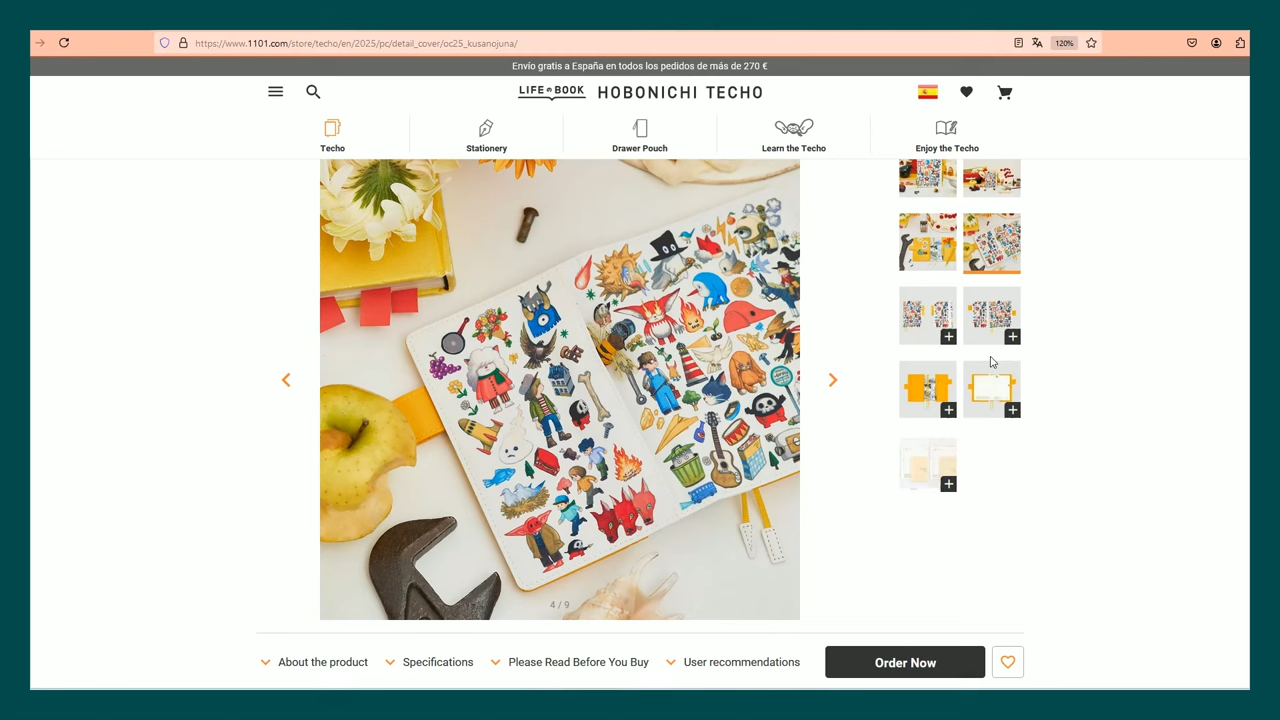 https://www.1101.com/store/techo/en/2025/pc/detail_cover/oc25_kusanojuna/
120%
Envío gratis a España en todos los pedidos de más de 270 €
LIFE BOOK HOBONICHI TECHO
Techo
Stationery
Drawer Pouch
Learn the Techo
Enjoy the Techo
4 / 9
About the product
Specifications
Please Read Before You Buy
User recommendations
Order Now